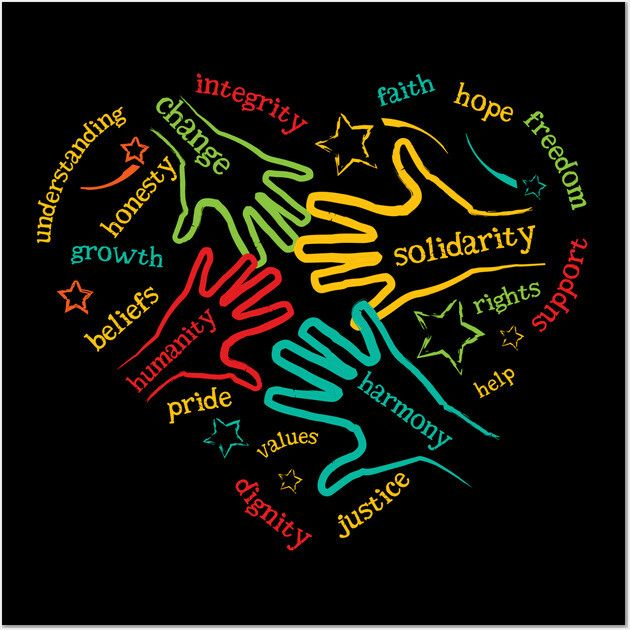 integrity
faith
hope
change
freedom
understanding
honesty
solidarity
growth
support
rights
beliefs
humanity
help
pride
harmony
values
justice
dignity